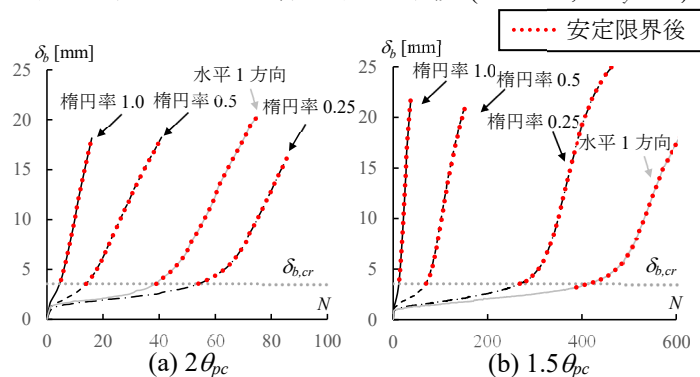 安定限界後
δb [mm]
25
20
15
10
5
0
0 20 40 60 80 100
楕円率 1.0
楕円率 0.5
水平 1 方向
楕円率 0.25
δb,cr
N
(a) 2θpc
δb [mm]
25
20
15
10
5
0
0 200 400 600
楕円率 1.0
楕円率 0.5
楕円率 0.25
水平 1 方向
δb,cr
N
(b) 1.5θpc